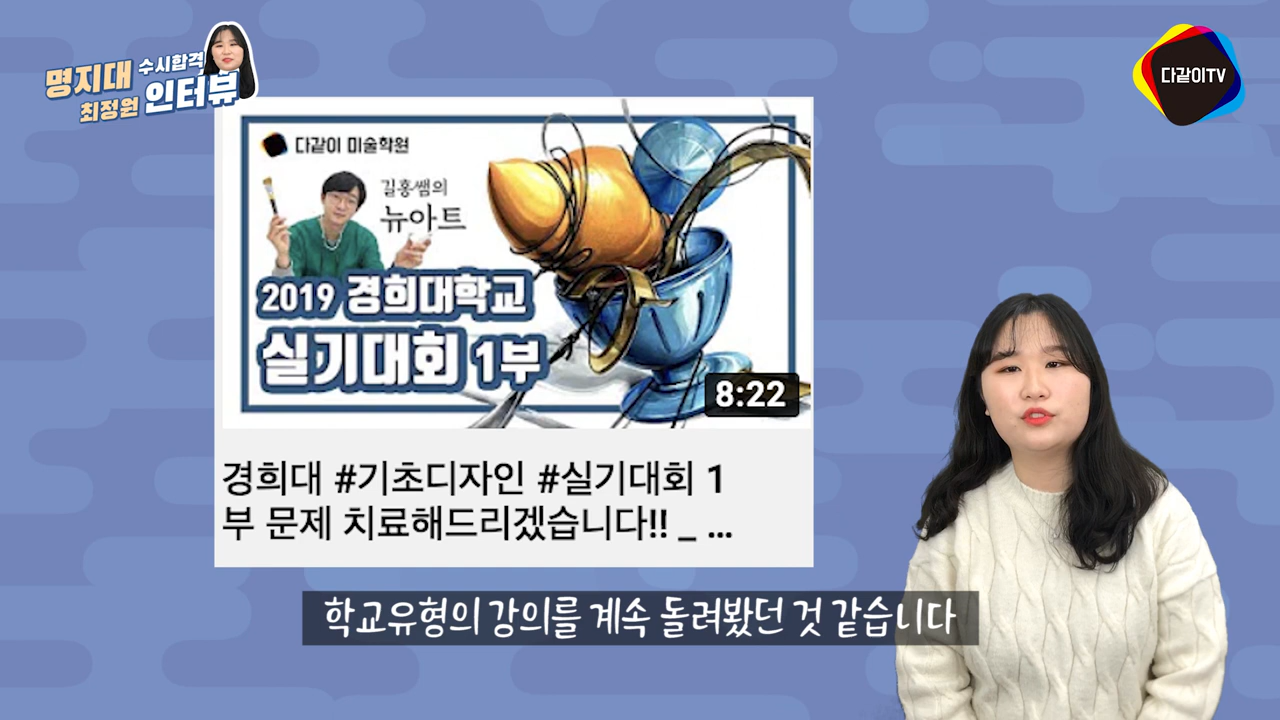 명지대 수시합격
최정원 인터뷰
다같이TV
다같이 미술학원
길홍쌤의
뉴아트
2019 경희대학교
실기대회 1부
8:22
경희대 #기초디자인 #실기대회 1
부 문제 치료해드리겠습니다!! _ ...
학교유형의 강의를 계속 돌려봤던 것 같습니다